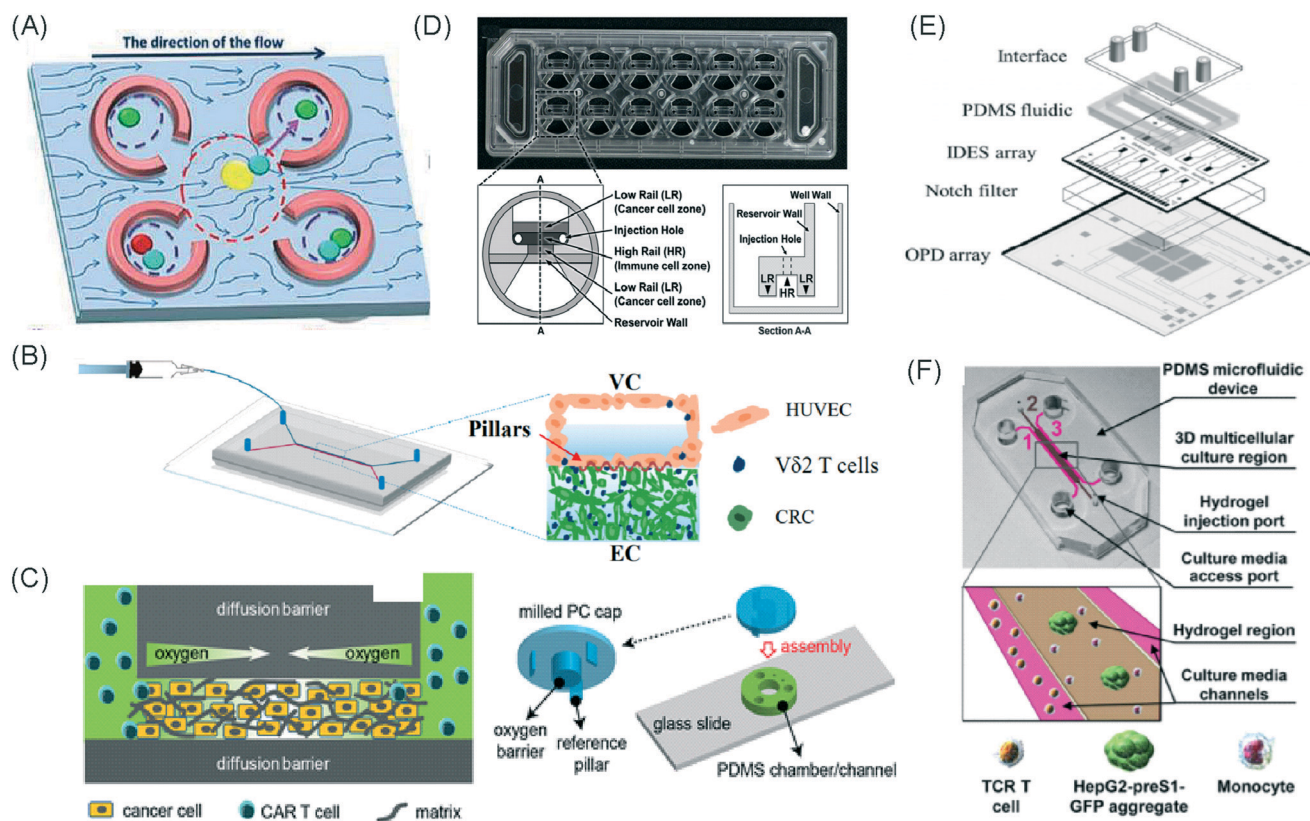 (A)
The direction of the flow
(B)
VC
Pillars
EC
HUVEC
Vδ2 T cells
CRC
(C)
diffusion barrier
oxygen
oxygen
diffusion barrier
cancer cell
CAR T cell
matrix
milled PC cap
oxygen
barrier
reference
pillar
assembly
glass slide
PDMS chamber/channel
(D)
A
Low Rail (LR)
(Cancer cell zone)
Injection Hole
High Rail (HR)
(Immune cell zone)
Low Rail (LR)
(Cancer cell zone)
Reservoir Wall
A
Well Wall
Reservoir Wall
Injection Hole
LR
HR
LR
Section A-A
(E)
Interface
PDMS fluidic
IDES array
Notch filter
OPD array
(F)
2
3
1
PDMS microfluidic
device
3D multicellular
culture region
Hydrogel
injection port
Culture media
access port
Hydrogel region
Culture media
channels
TCR T
cell
HepG2-preS1-
GFP aggregate
Monocyte